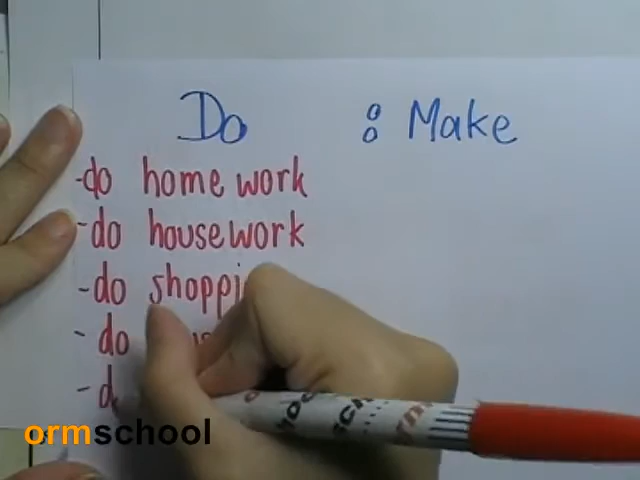 Do : Make
-do homework
-do housework
-do
- do
-
ormschool